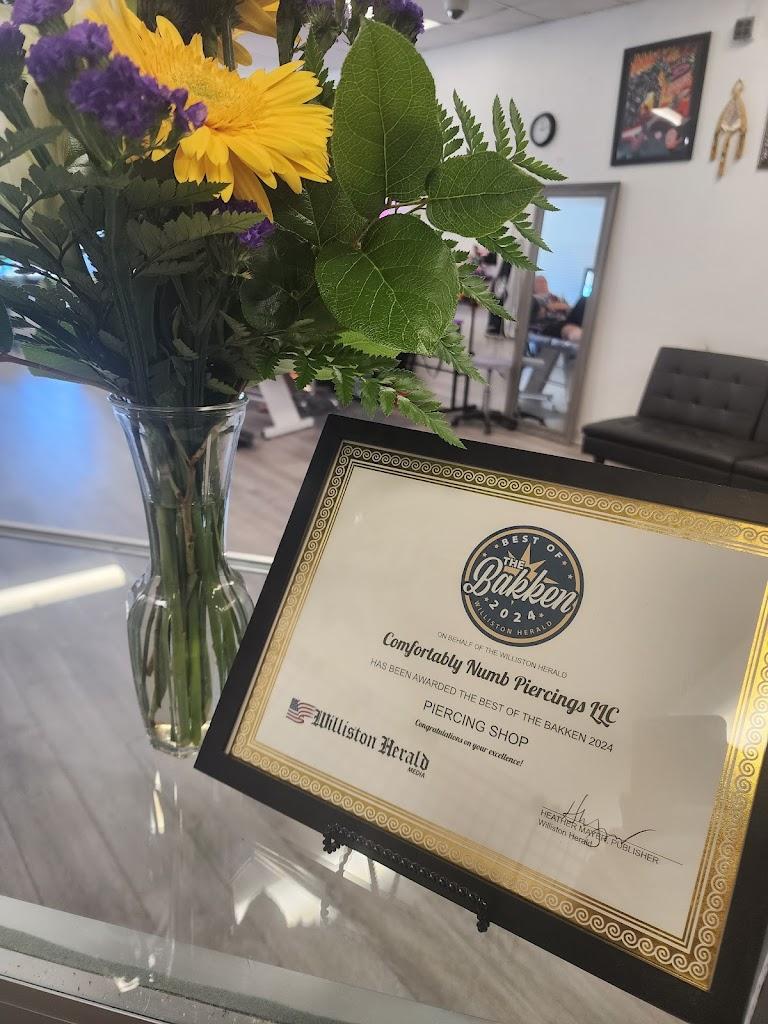 BEST OF
THE
Bakken
2024
WILLISTON HERALD
ON BEHALF OF THE WILLISTON HERALD
Comfortably Numb Piercings LLC
HAS BEEN AWARDED THE BEST OF THE BAKKEN 2024
PIERCING SHOP
Congratulations on your excellence!
Williston Herald
MEDIA
HEATHER MAYER, PUBLISHER
Williston Herald